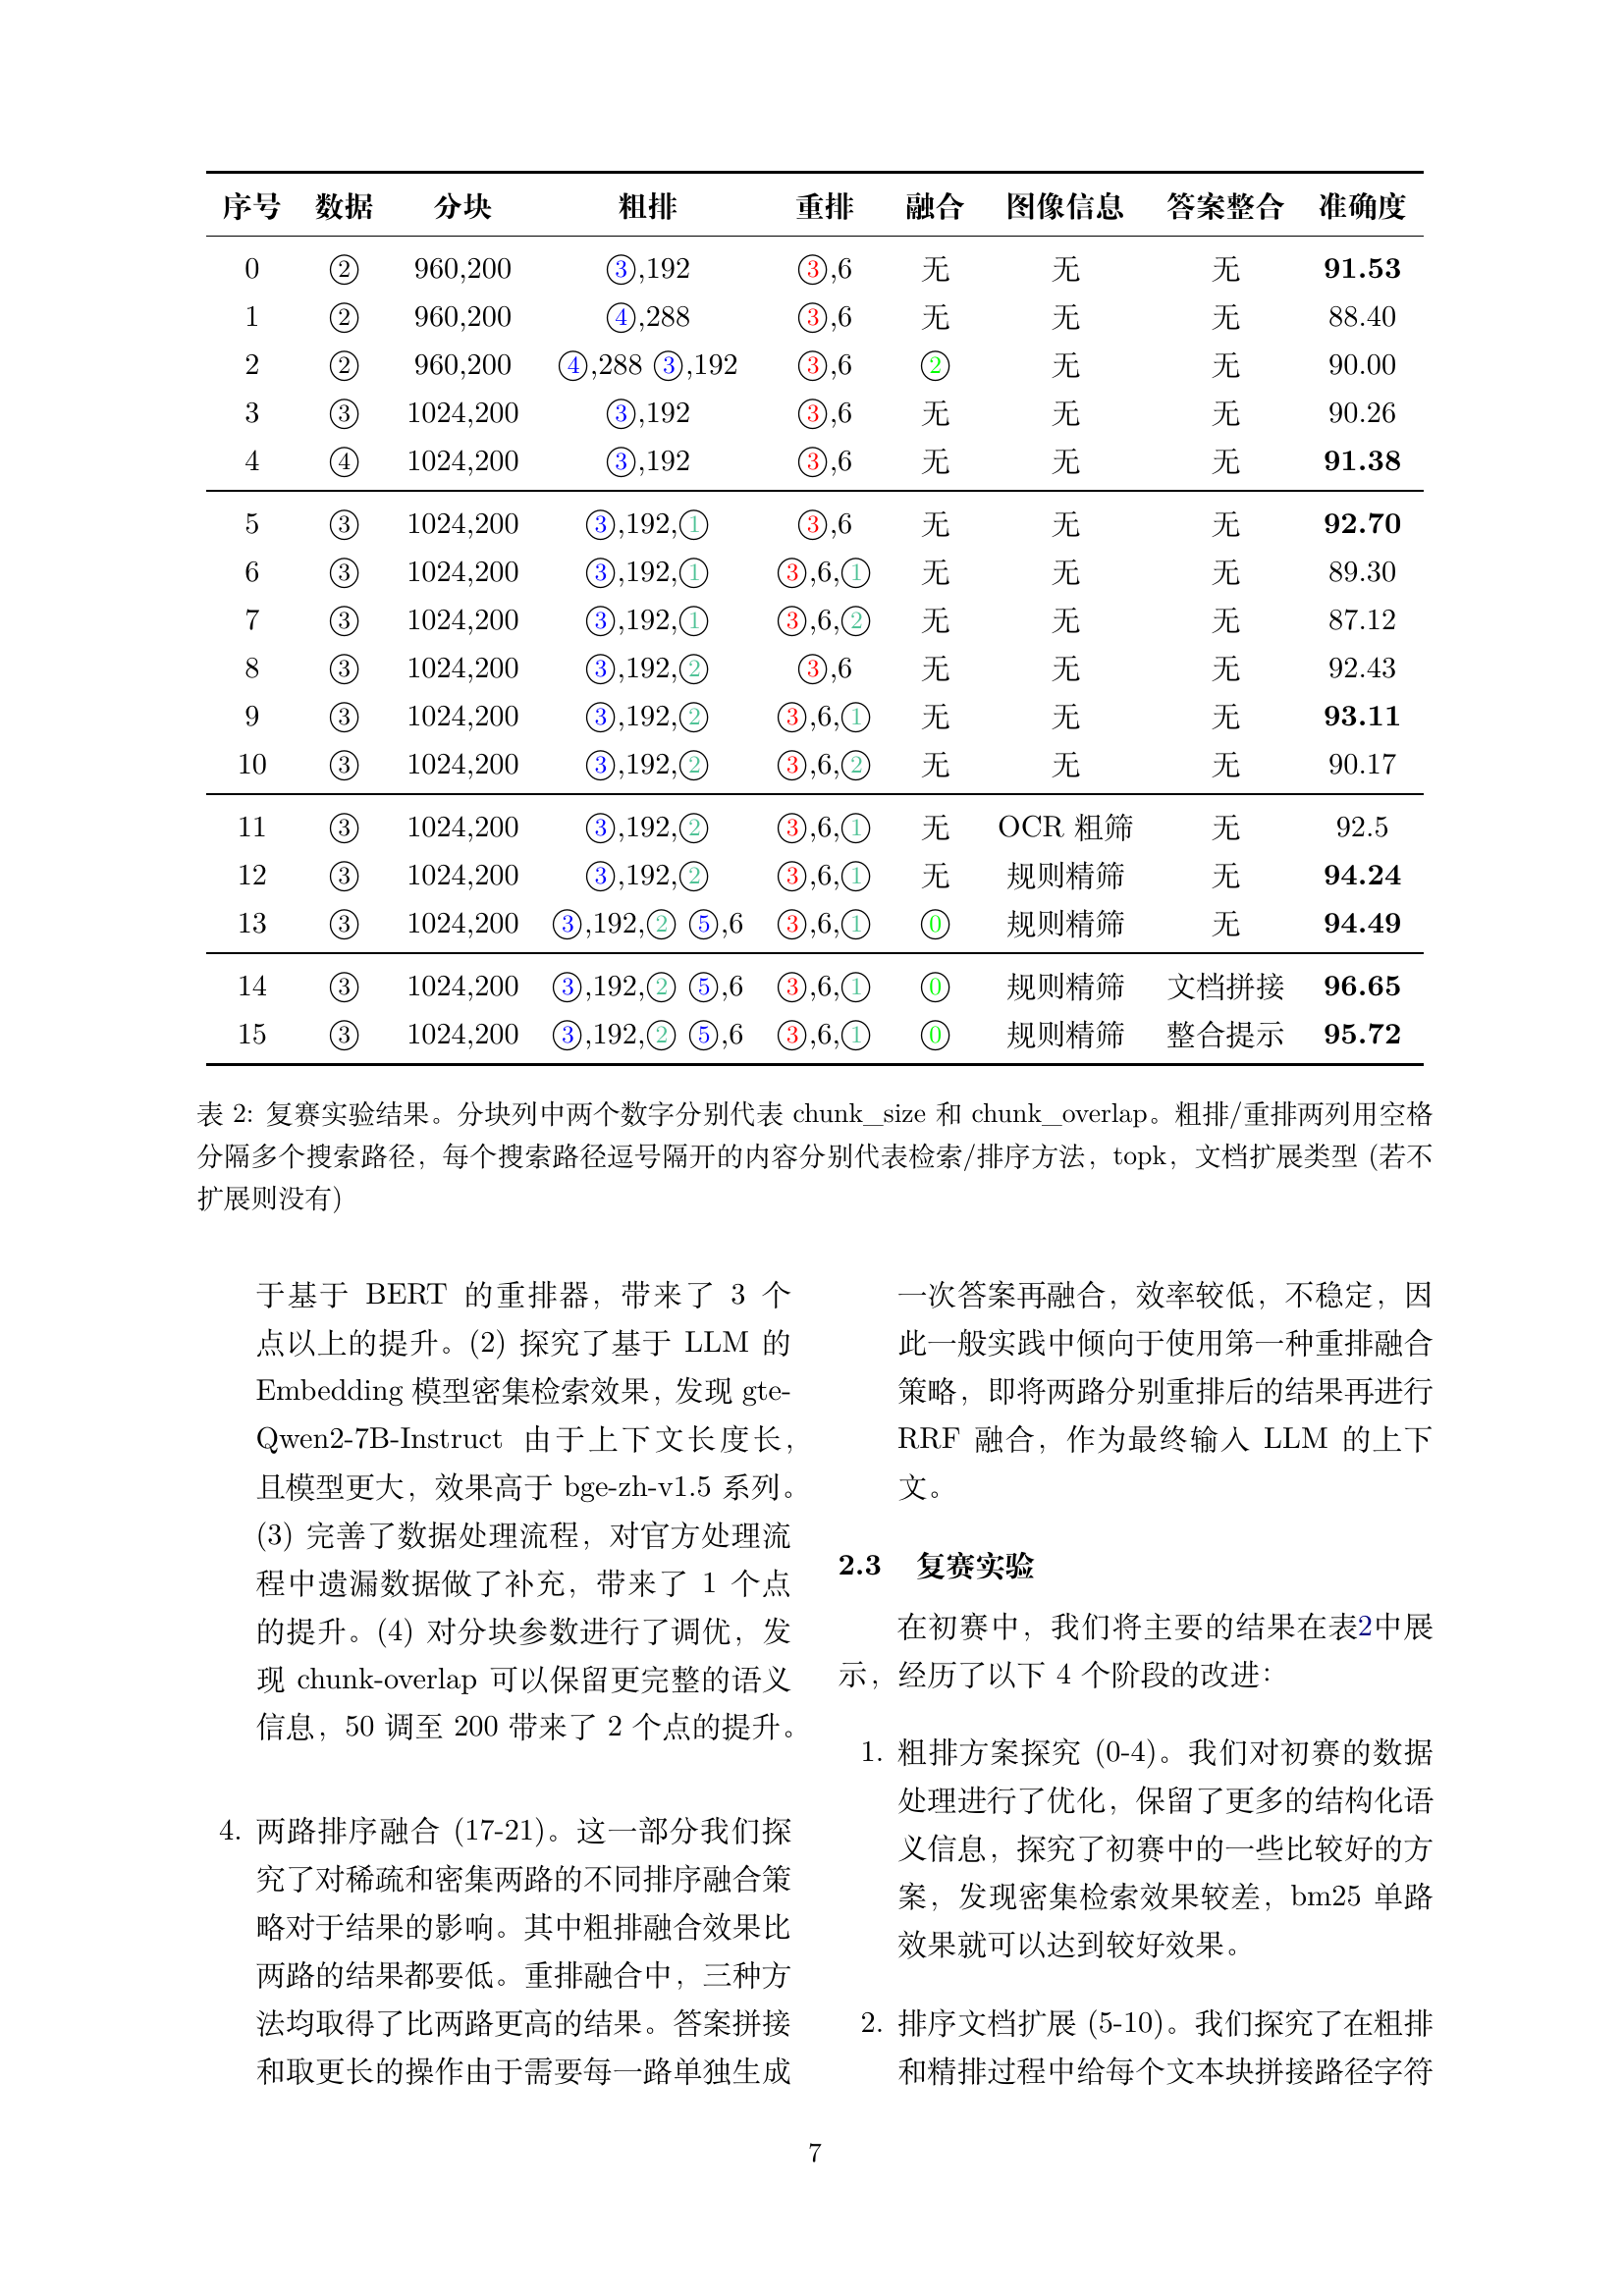 序号 数据 分块 粗排 重排 融合 图像信息 答案整合 准确度
0 ② 960,200 ③,192 ③,6 无 无 无 91.53
1 ② 960,200 ④,288 ③,6 无 无 无 88.40
2 ② 960,200 ④,288 ③,192 ③,6 ② 无 无 90.00
3 ③ 1024,200 ③,192 ③,6 无 无 无 90.26
4 ④ 1024,200 ③,192 ③,6 无 无 无 91.38
5 ③ 1024,200 ③,192,① ③,6 无 无 无 92.70
6 ③ 1024,200 ③,192,① ③,6,① 无 无 无 89.30
7 ③ 1024,200 ③,192,① ③,6,② 无 无 无 87.12
8 ③ 1024,200 ③,192,② ③,6 无 无 无 92.43
9 ③ 1024,200 ③,192,② ③,6,① 无 无 无 93.11
10 ③ 1024,200 ③,192,② ③,6,② 无 无 无 90.17
11 ③ 1024,200 ③,192,② ③,6,① 无 OCR 粗筛 无 92.5
12 ③ 1024,200 ③,192,② ③,6,① 无 规则精筛 无 94.24
13 ③ 1024,200 ③,192,② ⑤,6 ③,6,① ⓪ 规则精筛 无 94.49
14 ③ 1024,200 ③,192,② ⑤,6 ③,6,① ⓪ 规则精筛 文档拼接 96.65
15 ③ 1024,200 ③,192,② ⑤,6 ③,6,① ⓪ 规则精筛 整合提示 95.72
表 2: 复赛实验结果。分块列中两个数字分别代表 chunk_size 和 chunk_overlap。粗排/重排两列用空格
分隔多个搜索路径，每个搜索路径逗号隔开的内容分别代表检索/排序方法，topk，文档扩展类型 (若不
扩展则没有)
于基于 BERT 的重排器，带来了 3 个
点以上的提升。(2) 探究了基于 LLM 的
Embedding 模型密集检索效果，发现 gte-
Qwen2-7B-Instruct 由于上下文长度长，
且模型更大，效果高于 bge-zh-v1.5 系列。
(3) 完善了数据处理流程，对官方处理流
程中遗漏数据做了补充，带来了 1 个点
的提升。(4) 对分块参数进行了调优，发
现 chunk-overlap 可以保留更完整的语义
信息，50 调至 200 带来了 2 个点的提升。
4. 两路排序融合 (17-21)。这一部分我们探
究了对稀疏和密集两路的不同排序融合策
略对于结果的影响。其中粗排融合效果比
两路的结果都要低。重排融合中，三种方
法均取得了比两路更高的结果。答案拼接
和取更长的操作由于需要每一路单独生成
一次答案再融合，效率较低，不稳定，因
此一般实践中倾向于使用第一种重排融合
策略，即将两路分别重排后的结果再进行
RRF 融合，作为最终输入 LLM 的上下
文。
2.3 复赛实验
在初赛中，我们将主要的结果在表2中展
示，经历了以下 4 个阶段的改进：
1. 粗排方案探究 (0-4)。我们对初赛的数据
处理进行了优化，保留了更多的结构化语
义信息，探究了初赛中的一些比较好的方
案，发现密集检索效果较差，bm25 单路
效果就可以达到较好效果。
2. 排序文档扩展 (5-10)。我们探究了在粗排
和精排过程中给每个文本块拼接路径字符
7